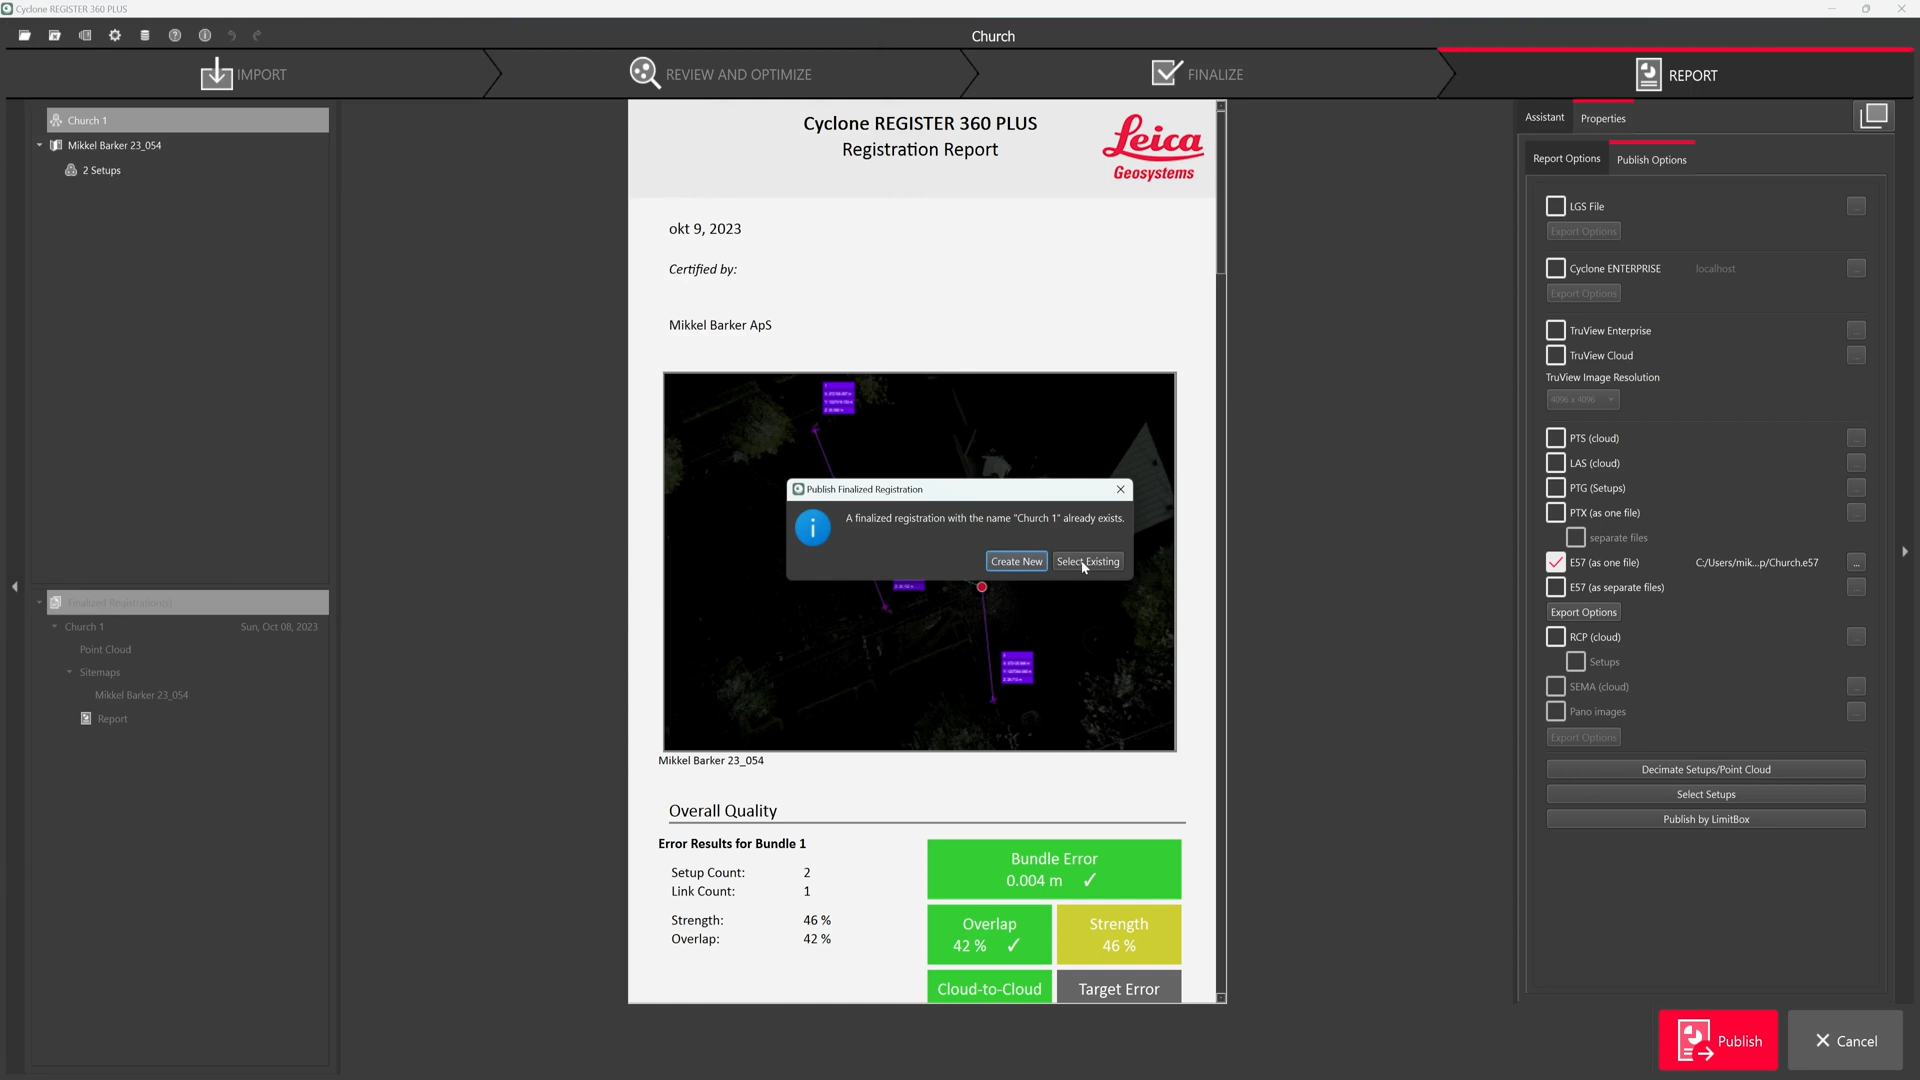 Cyclone REGISTER 360 PLUS
Church
IMPORT
REVIEW AND OPTIMIZE
FINALIZE
REPORT
Church 1
Mikkel Barker 23_054
2 Setups
Finalized Registration(s)
Church 1 Sun, Oct 08, 2023
Point Cloud
Sitemaps
Mikkel Barker 23_054
Report
Cyclone REGISTER 360 PLUS
Registration Report
Leica
Geosystems
okt 9, 2023
Certified by:
Mikkel Barker ApS
Publish Finalized Registration
A finalized registration with the name "Church 1" already exists.
Create New Select Existing
Mikkel Barker 23_054
Overall Quality
Error Results for Bundle 1
Setup Count: 2
Link Count: 1
Strength: 46 %
Overlap: 42 %
Bundle Error
0.004 m ✓
Overlap
42 % ✓
Strength
46 %
Cloud-to-Cloud
Target Error
Assistant Properties
Report Options Publish Options
LGS File ...
Export Options
Cyclone ENTERPRISE localhost ...
Export Options
TruView Enterprise ...
TruView Cloud ...
TruView Image Resolution
4096 x 4096
PTS (cloud) ...
LAS (cloud) ...
PTG (Setups) ...
PTX (as one file) ...
separate files
E57 (as one file) C:/Users/mik...p/Church.e57 ...
E57 (as separate files) ...
Export Options
RCP (cloud) ...
Setups
SEMA (cloud) ...
Pano images ...
Export Options
Decimate Setups/Point Cloud
Select Setups
Publish by LimitBox
Publish
Cancel